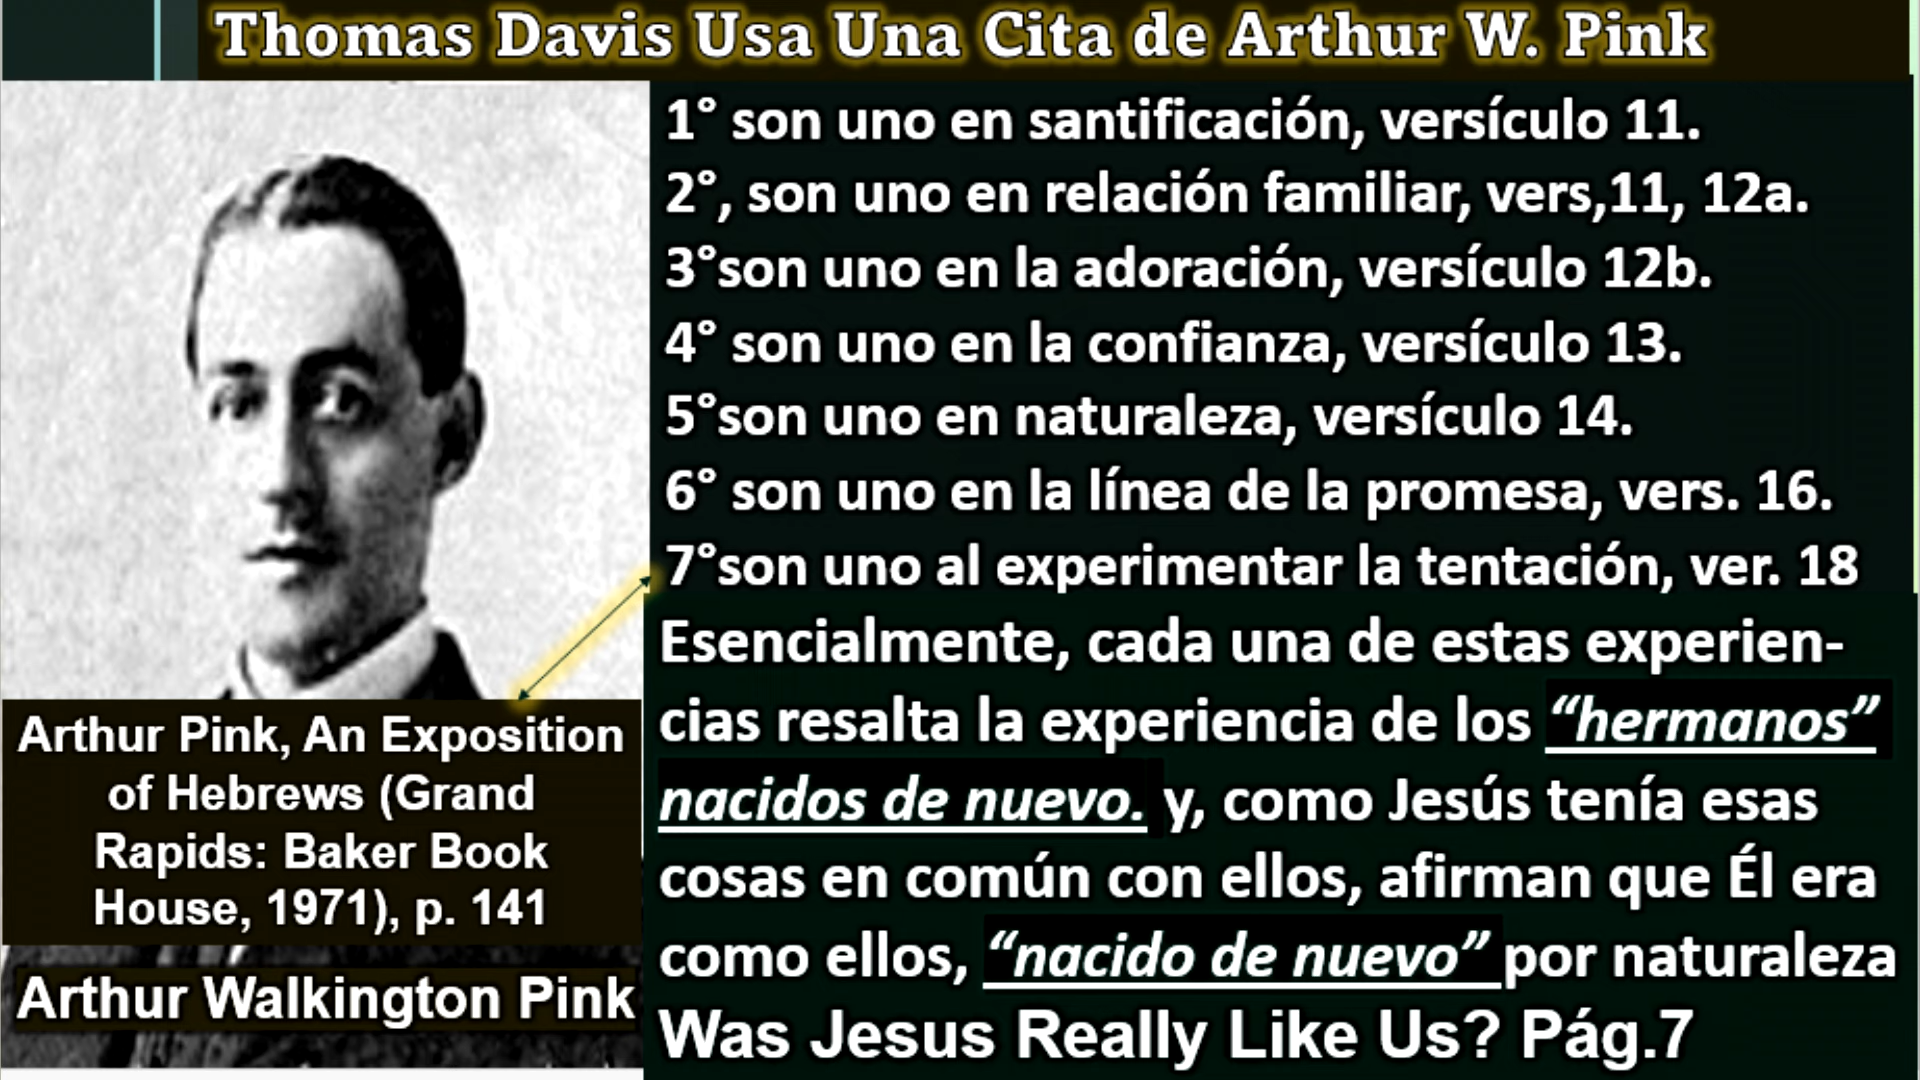 Thomas Davis Usa Una Cita de Arthur W. Pink
1° son uno en santificación, versículo 11.
2°, son uno en relación familiar, vers,11, 12a.
3°son uno en la adoración, versículo 12b.
4° son uno en la confianza, versículo 13.
5°son uno en naturaleza, versículo 14.
6° son uno en la línea de la promesa, vers. 16.
7°son uno al experimentar la tentación, ver. 18
Esencialmente, cada una de estas experien-
cias resalta la experiencia de los “hermanos”
nacidos de nuevo. y, como Jesús tenía esas
cosas en común con ellos, afirman que Él era
como ellos, “nacido de nuevo” por naturaleza
Was Jesus Really Like Us? Pág.7
Arthur Pink, An Exposition
of Hebrews (Grand
Rapids: Baker Book
House, 1971), p. 141
Arthur Walkington Pink